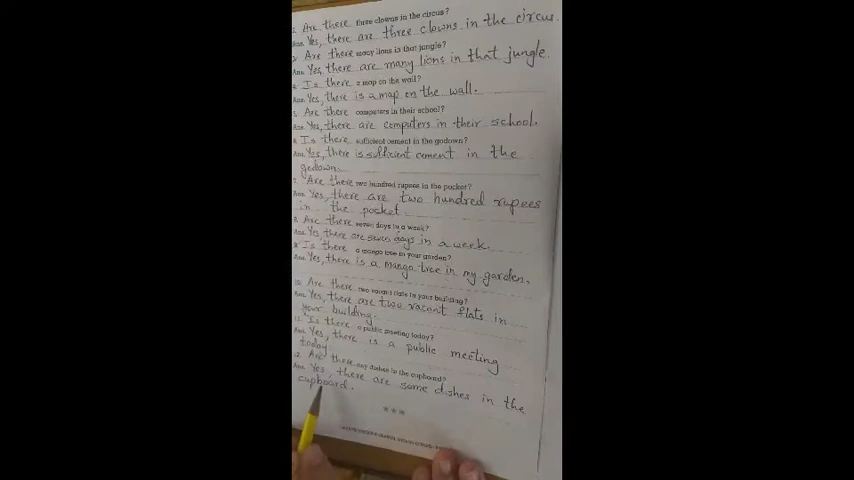 Are there three clowns in the circus?
Ans. Yes, there are three clowns in the circus.
Are there many lions is that jungle?
Ans. Yes, there are many lions in that jungle.
Is there a map on the wall?
Ans. Yes, there is a map on the wall.
5. Are there computers in their school?
Ans. Yes, there are computers in their school.
Is there sufficient cement in the godown?
Ans. Yes, there is sufficient cement in the
godown.
7. Are there two hundred rupees in the pocket?
Ans. Yes, there are two hundred rupees
in the pocket.
8. Are there seven days in a week?
Ans. Yes, there are seven days in a week.
9. Is there a mango tree in your garden?
Ans. Yes, there is a mango tree in my garden.
10. Are there two vacant flats in your building?
Ans. Yes, there are two vacant flats in
your building.
11. Is there a public meeting today?
Ans. Yes, there is a public meeting
today.
12. Are there any dishes in the cupboard?
Ans. Yes, there are some dishes in the
cupboard.
***